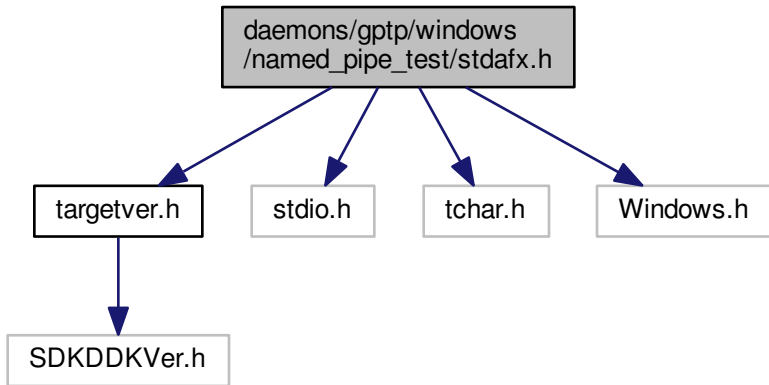 daemons/gptp/windows
/named_pipe_test/stdafx.h
targetver.h
stdio.h
tchar.h
Windows.h
SDKDDKVer.h